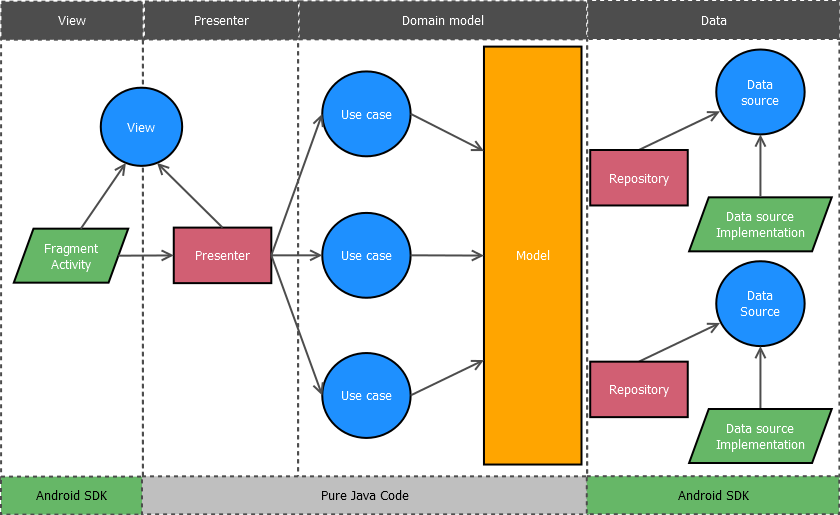 View
Presenter
Domain model
Data
View
Fragment
Activity
Presenter
Use case
Use case
Use case
Model
Data
source
Repository
Data source
Implementation
Data
Source
Repository
Data source
Implementation
Android SDK
Pure Java Code
Android SDK